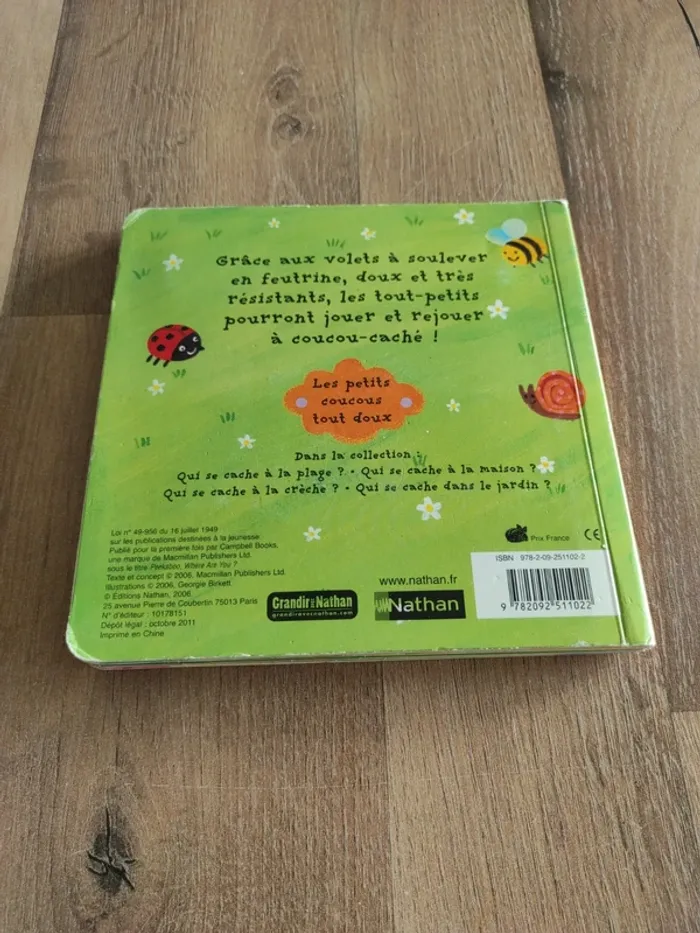 Grâce aux volets à soulever
en feutrine, doux et très
résistants, les tout-petits
pourront jouer et rejouer
à coucou-caché !
Les petits
coucous
tout doux
Dans la collection :
Qui se cache à la plage ? • Qui se cache à la maison ?
Qui se cache à la crèche ? • Qui se cache dans le jardin ?
Loi n° 49-956 du 16 juillet 1949
sur les publications destinées à la jeunesse.
Publié pour la première fois par Campbell Books,
une marque de Macmillan Publishers Ltd.
sous le titre Peekaboo, Where Are You ?
Texte et concept © 2006, Macmillan Publishers Ltd.
Illustrations © 2006, Georgie Birkett
© Éditions Nathan, 2006
25 avenue Pierre de Coubertin 75013 Paris
N° d'éditeur : 10178151
Dépôt légal : octobre 2011
Imprimé en Chine
Grandir avec Nathan
grandiravecnathan.com
www.nathan.fr
Nathan
Prix France
CE
ISBN 978-2-09-251102-2
9 782092 511022